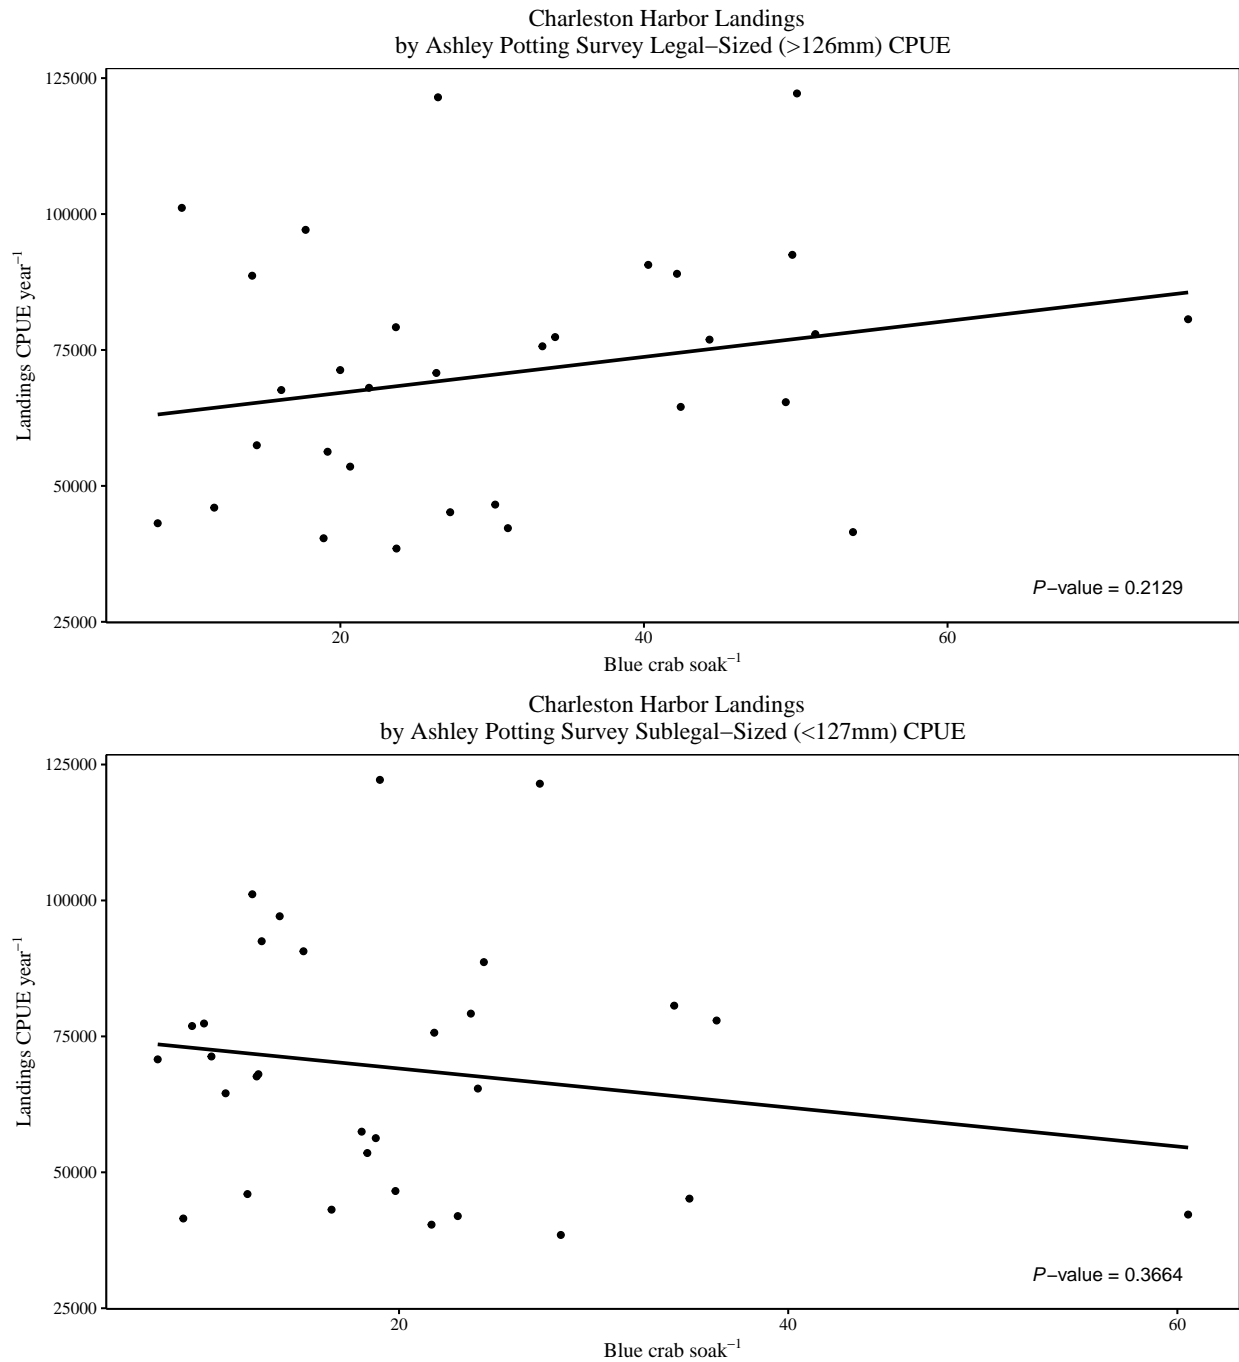 Charleston Harbor Landings
by Ashley Potting Survey Legal−Sized (>126mm) CPUE
125000
100000
75000
50000
25000
Landings CPUE year⁻¹
P−value = 0.2129
20 40 60
Blue crab soak⁻¹
Charleston Harbor Landings
by Ashley Potting Survey Sublegal−Sized (<127mm) CPUE
125000
100000
75000
50000
25000
Landings CPUE year⁻¹
P−value = 0.3664
20 40 60
Blue crab soak⁻¹